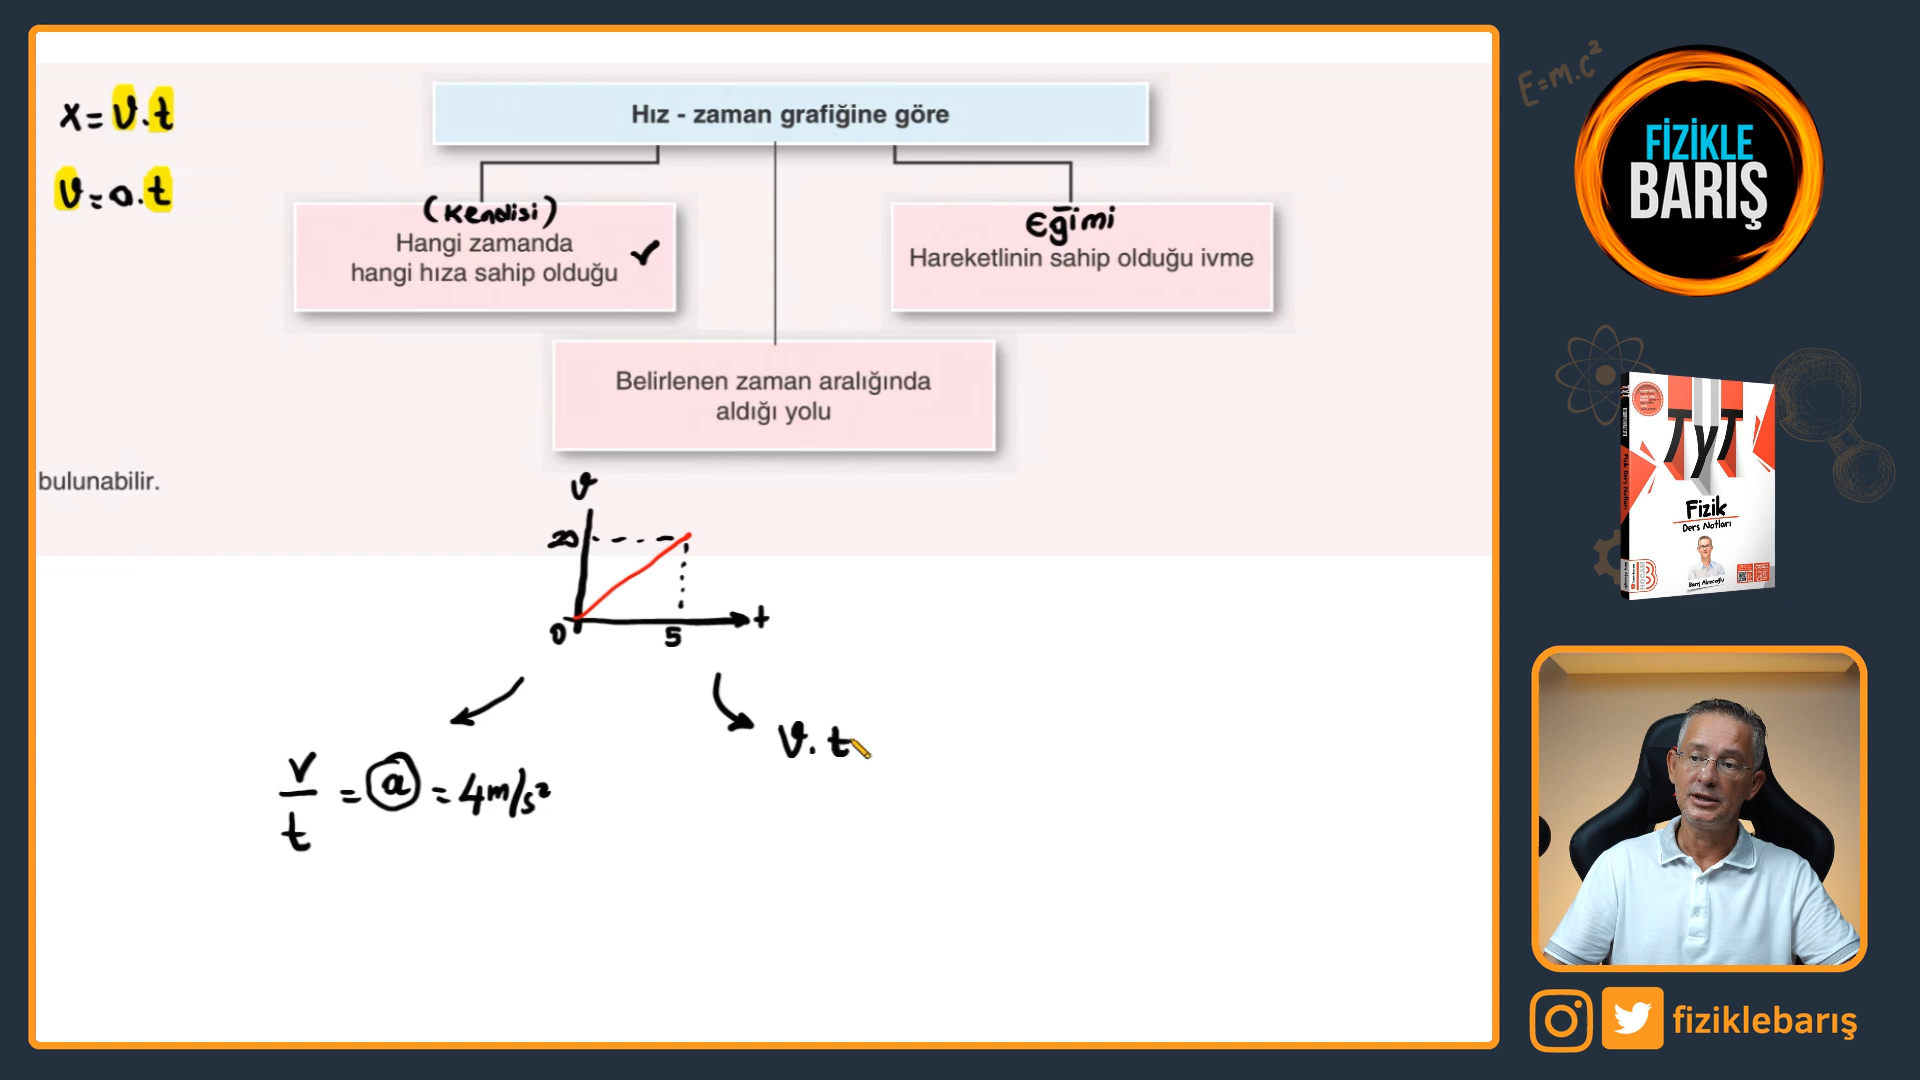 x = v.t
v = a.t
Hız - zaman grafiğine göre
(Kendisi)
Hangi zamanda
hangi hıza sahip olduğu ✓
Eğimi
Hareketlinin sahip olduğu ivme
Belirlenen zaman aralığında
aldığı yolu
bulunabilir.
v
20
0
5
t
v/t = a = 4m/s²
v.t
E=m.c²
FİZİKLE
BARIŞ
TYT
Fizik
Ders Notları
fiziklebarış